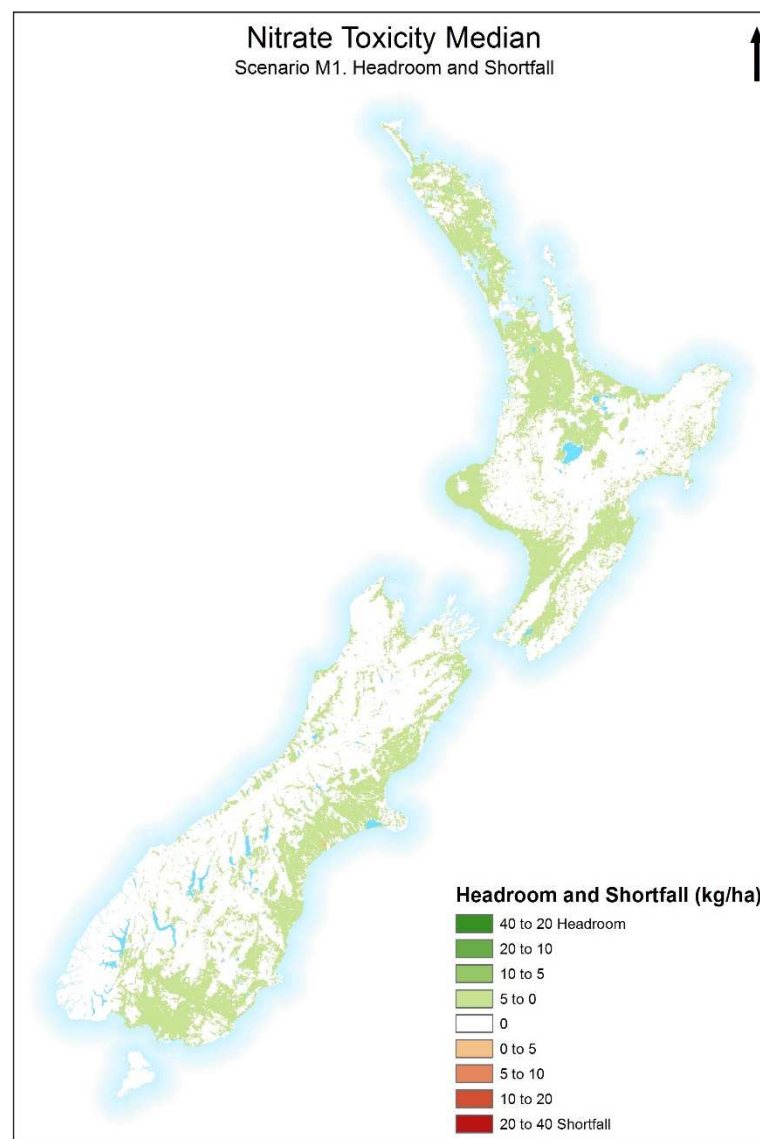 Nitrate Toxicity Median
Scenario M1. Headroom and Shortfall
Headroom and Shortfall (kg/ha)
40 to 20 Headroom
20 to 10
10 to 5
5 to 0
0
0 to 5
5 to 10
10 to 20
20 to 40 Shortfall